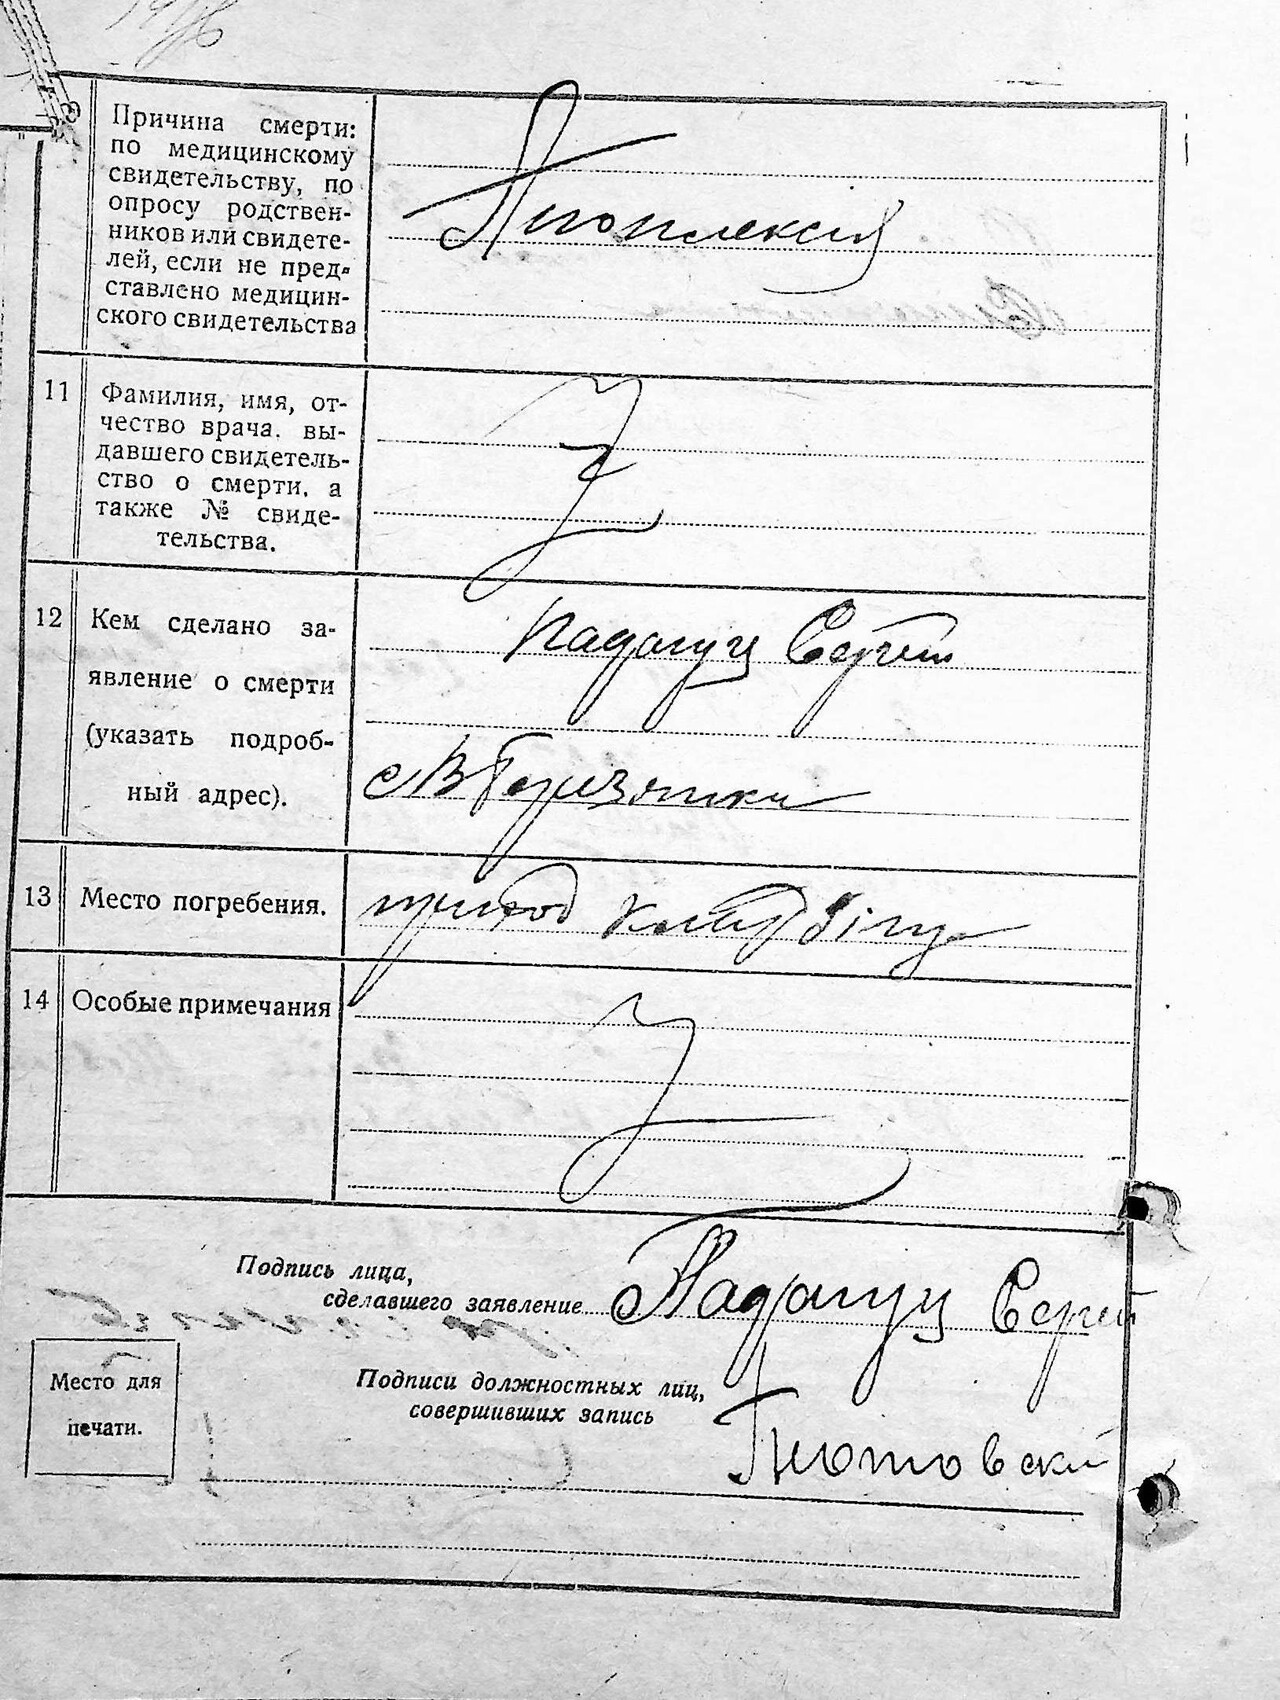 Причина смерти:
по медицинскому
свидетельству, по
опросу родствен-
ников или свидете-
лей, если не пред-
ставлено медицин-
ского свидетельства
Апоплексия
11 Фамилия, имя, от-
чество врача, вы-
давшего свидетель-
ство о смерти, а
также № свиде-
тельства.
12 Кем сделано за-
явление о смерти
(указать подроб-
ный адрес).
Падагуц Сергей
13 Место погребения.
приход
14 Особые примечания
Подпись лица,
сделавшего заявление Падагуц Сергей
Место для
печати.
Подписи должностных лиц,
совершивших запись